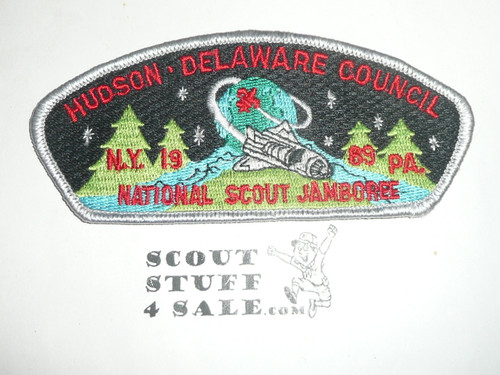 HUDSON · DELAWARE COUNCIL
N.Y. 19 89 PA.
NATIONAL SCOUT JAMBOREE
SCOUT
STUFF
4 SALE.COM